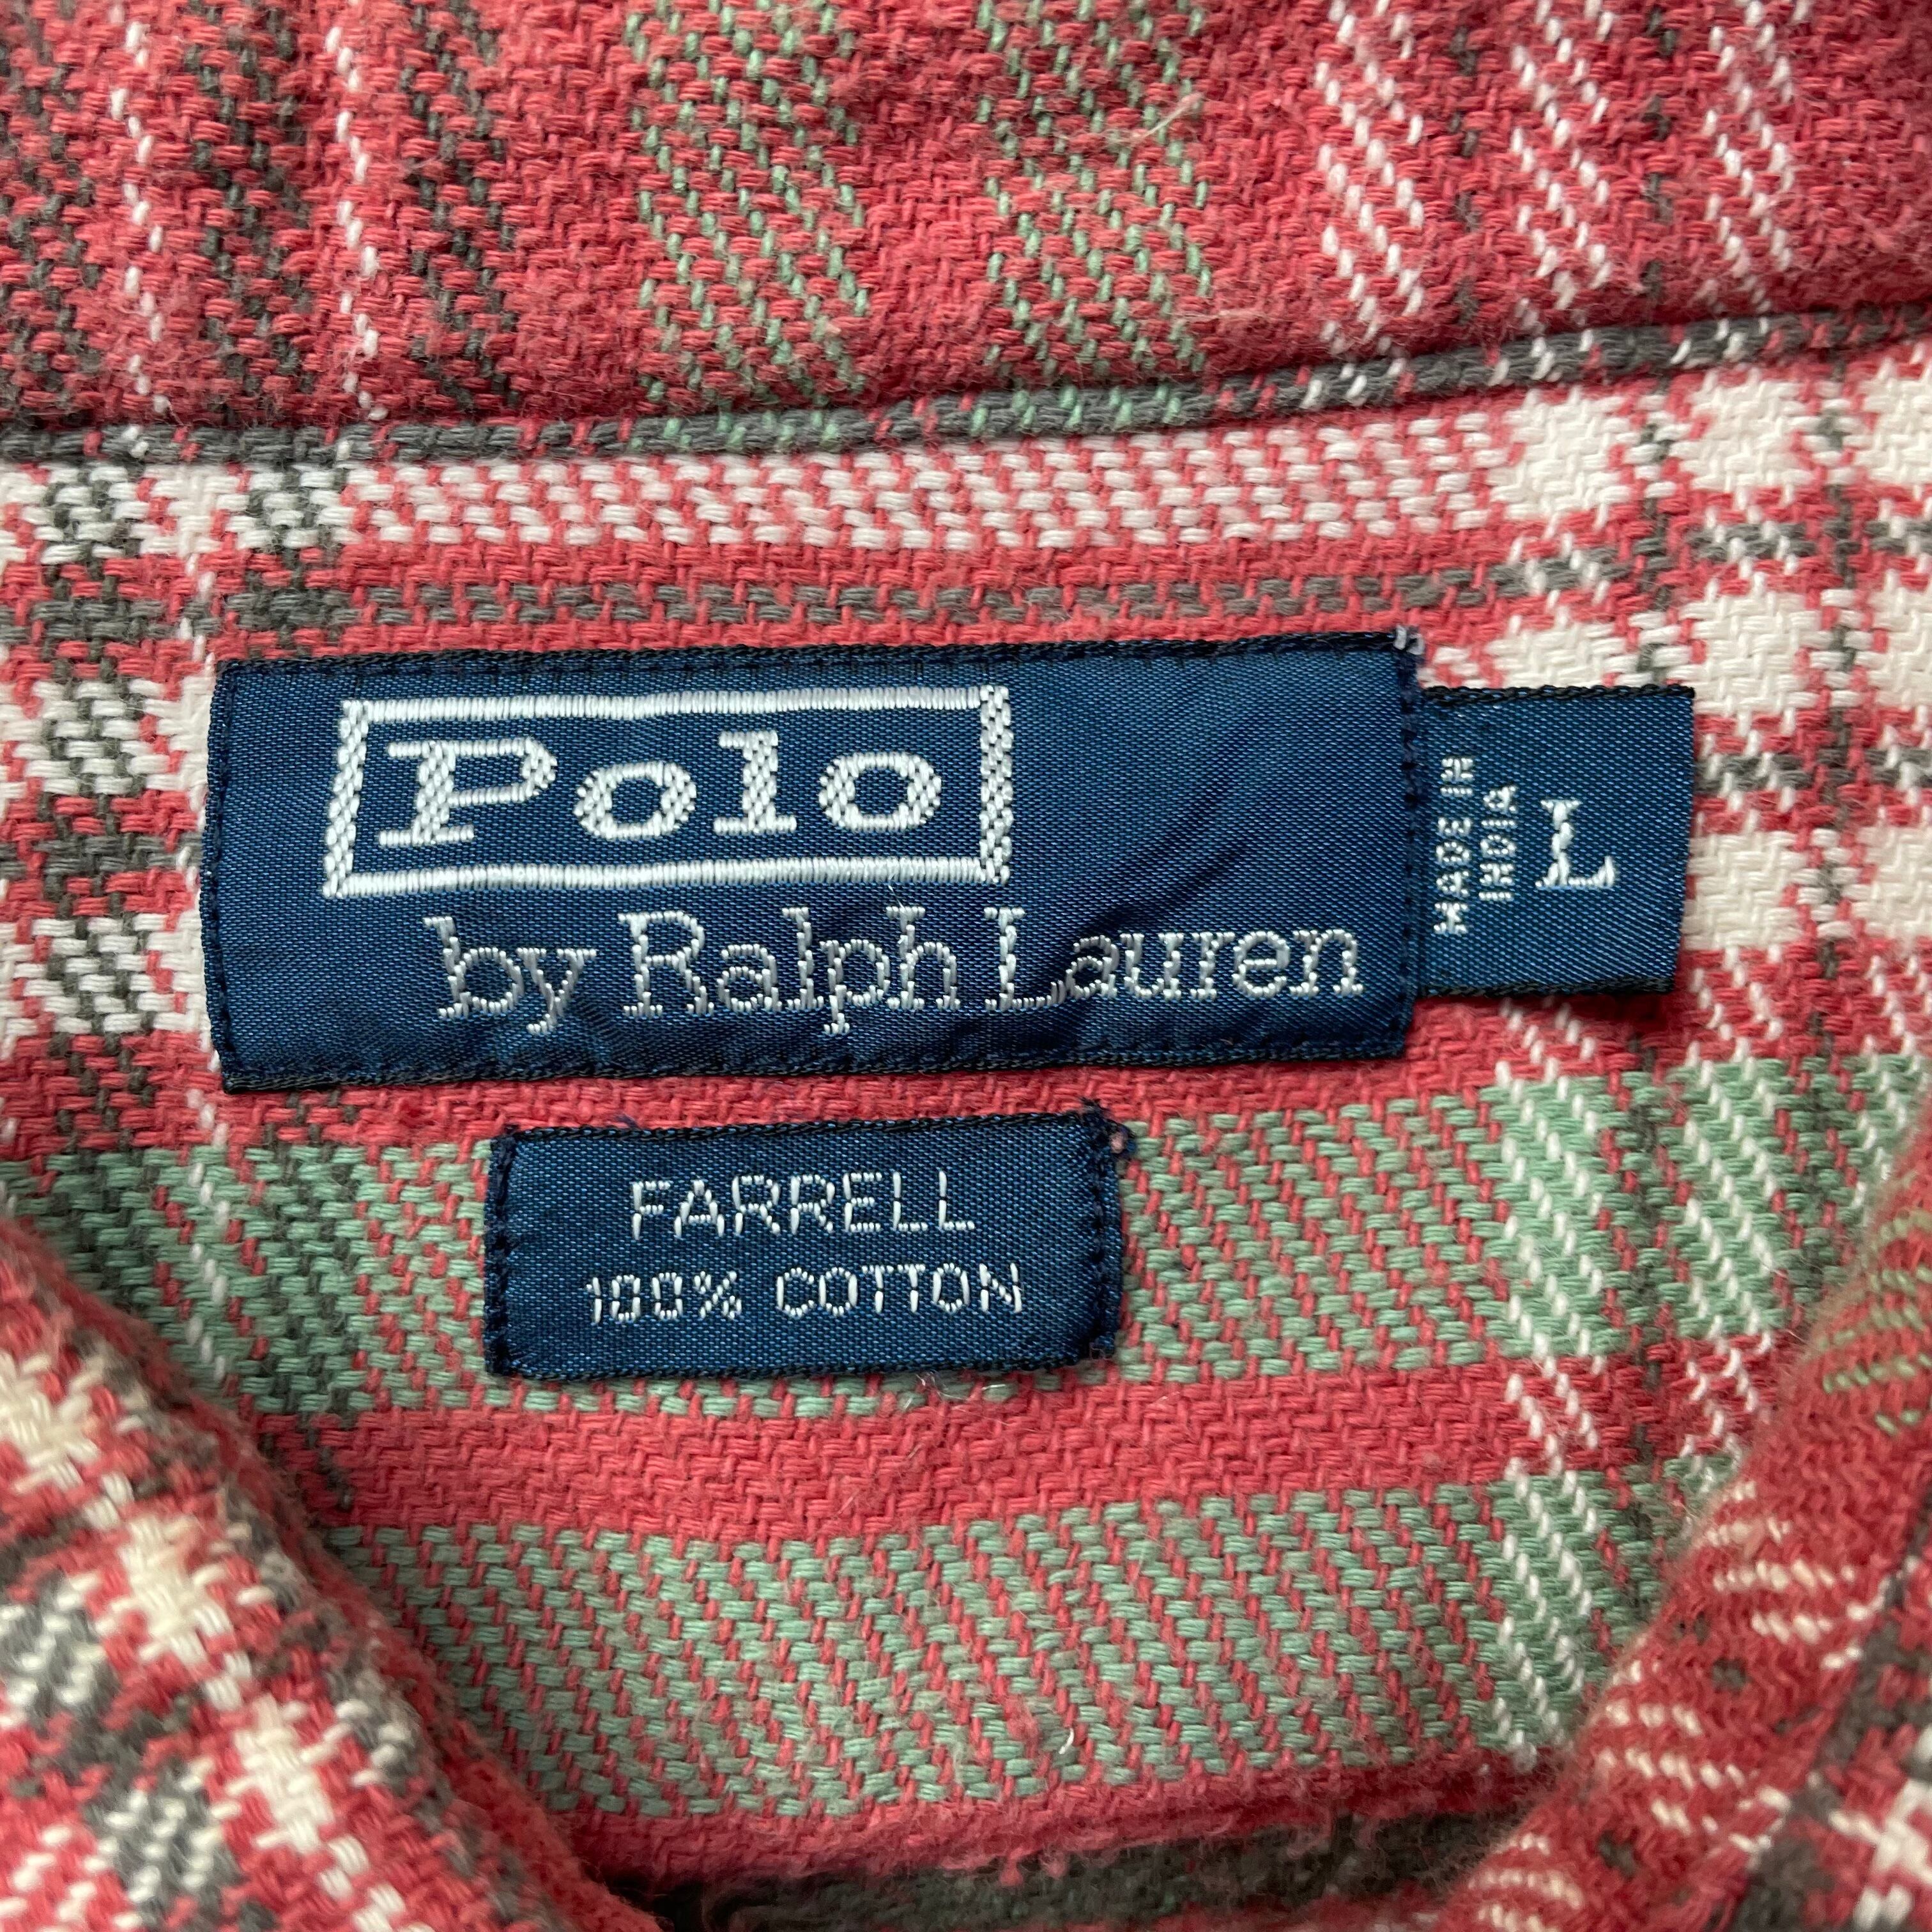 Polo
by Ralph Lauren
MADE IN
INDIA
L
FARRELL
100% COTTON